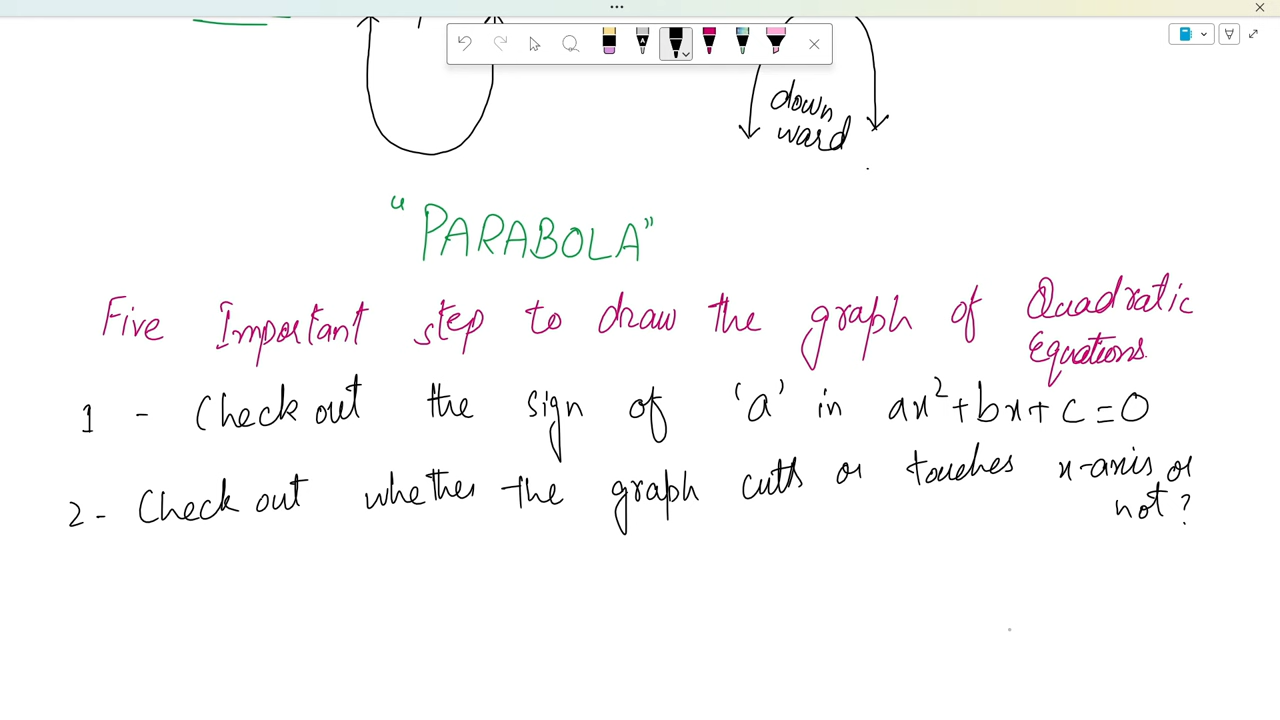 down
ward
"PARABOLA"
Five Important step to draw the graph of Quadratic
Equations.
1 - Check out the sign of 'a' in ax²+bx+c=0
2- Check out whether the graph cuts or touches x-axis or
not?